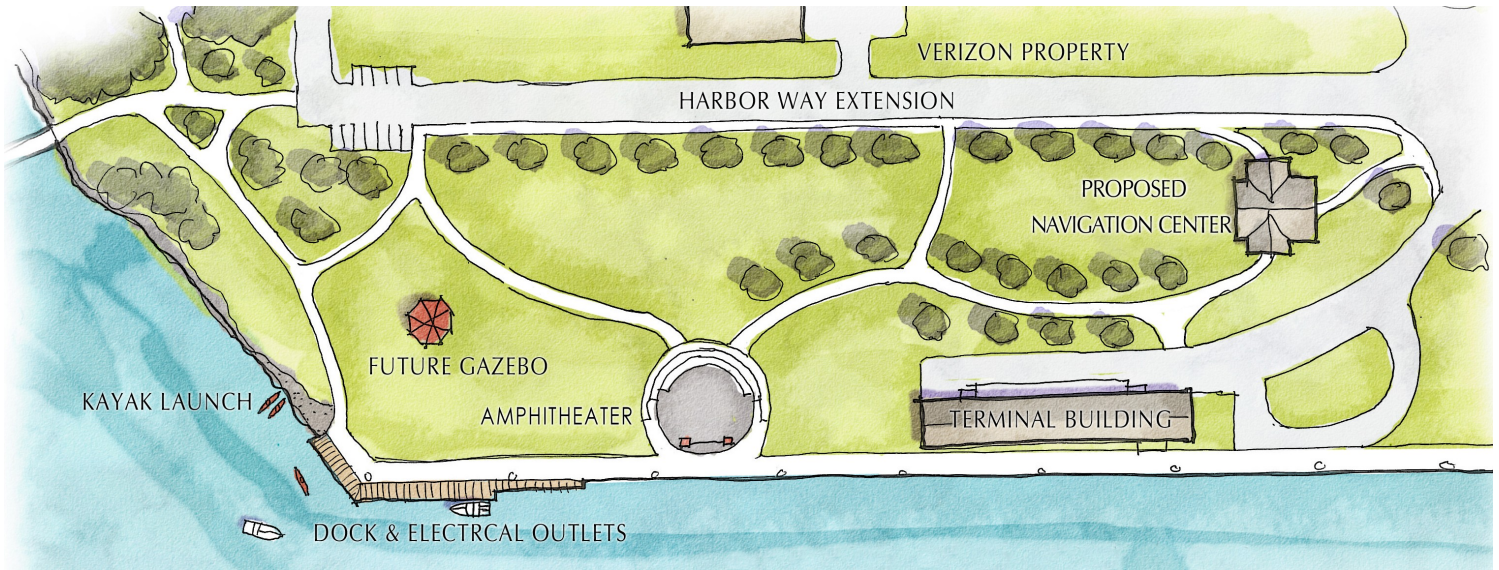 VERIZON PROPERTY
HARBOR WAY EXTENSION
PROPOSED
NAVIGATION CENTER
FUTURE GAZEBO
KAYAK LAUNCH
AMPHITHEATER
TERMINAL BUILDING
DOCK & ELECTRCAL OUTLETS